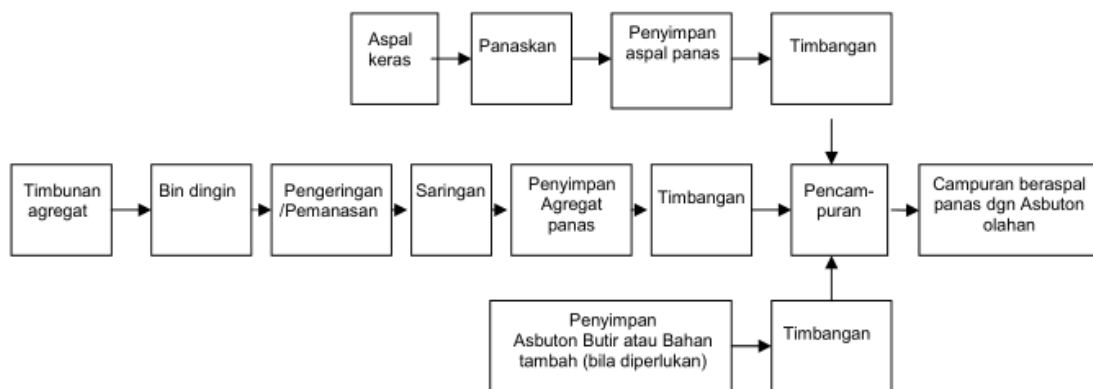 Aspal
keras
Panaskan
Penyimpan
aspal panas
Timbangan
Timbunan
agregat
Bin dingin
Pengeringan
/Pemanasan
Saringan
Penyimpan
Agregat
panas
Timbangan
Pencam-
puran
Campuran beraspal
panas dgn Asbuton
olahan
Penyimpan
Asbuton Butir atau Bahan
tambah (bila diperlukan)
Timbangan